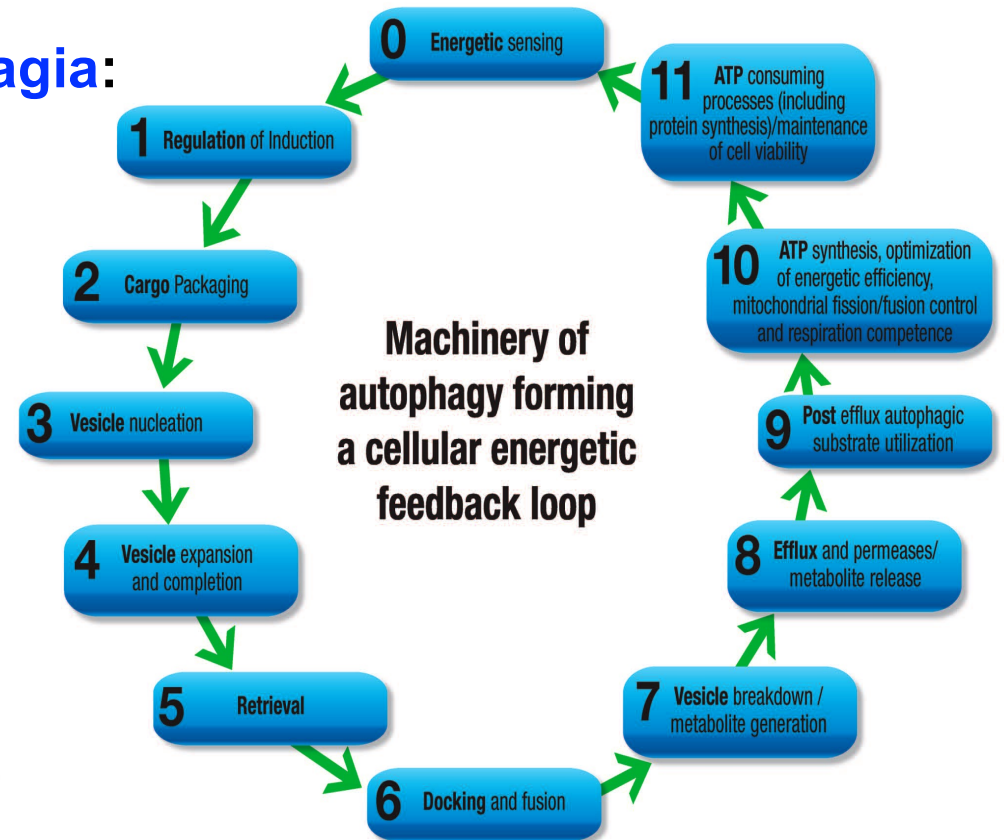 agia:
0 Energetic sensing
1 Regulation of Induction
2 Cargo Packaging
3 Vesicle nucleation
4 Vesicle expansion
and completion
5 Retrieval
6 Docking and fusion
7 Vesicle breakdown /
metabolite generation
8 Efflux and permeases/
metabolite release
9 Post efflux autophagic
substrate utilization
10 ATP synthesis, optimization
of energetic efficiency,
mitochondrial fission/fusion control
and respiration competence
11 ATP consuming
processes (including
protein synthesis)/maintenance
of cell viability
Machinery of
autophagy forming
a cellular energetic
feedback loop